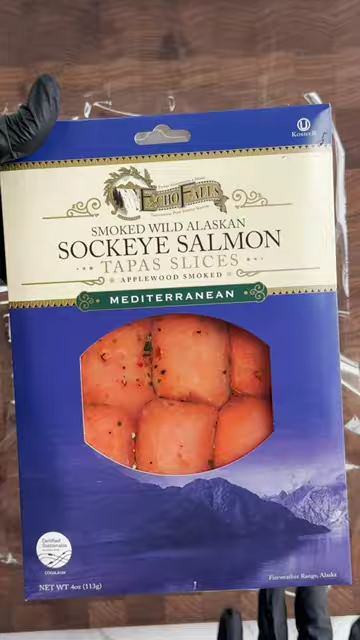 U
Kosher
ECHO FALLS
SMOKED WILD ALASKAN
SOCKEYE SALMON
TAPAS SLICES
APPLEWOOD SMOKED
MEDITERRANEAN
Certified
Sustainable
NET WT 4oz (113g)
Fairweather Range, Alaska